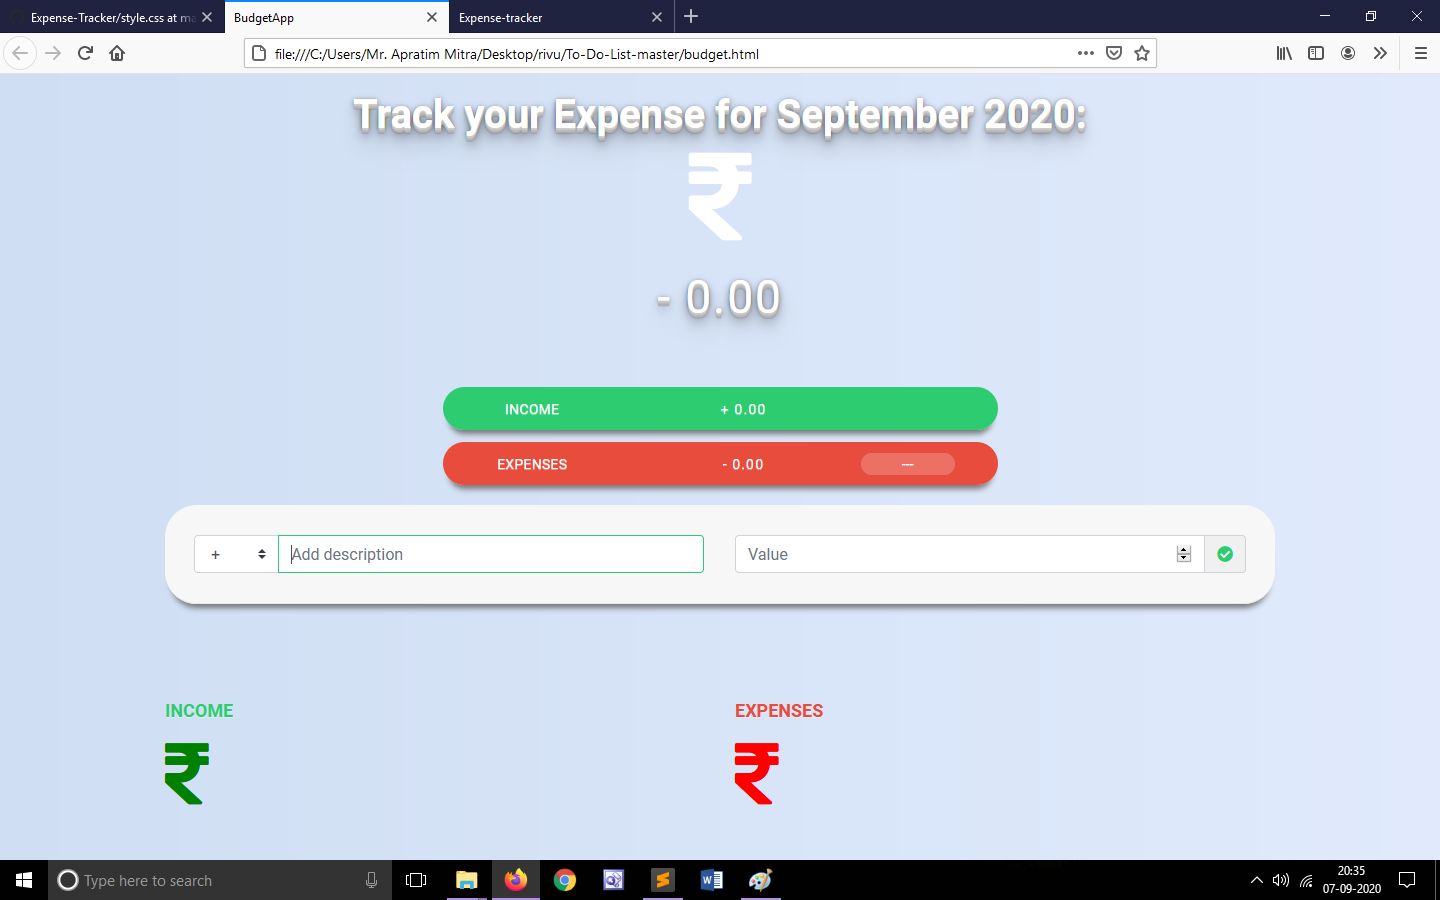 Expense-Tracker/style.css at ma
BudgetApp
Expense-tracker
file:///C:/Users/Mr. Apratim Mitra/Desktop/rivu/To-Do-List-master/budget.html
Track your Expense for September 2020:
₹
- 0.00
INCOME + 0.00
EXPENSES - 0.00 ---
+ Add description Value
INCOME EXPENSES
₹ ₹
Type here to search
20:35
07-09-2020